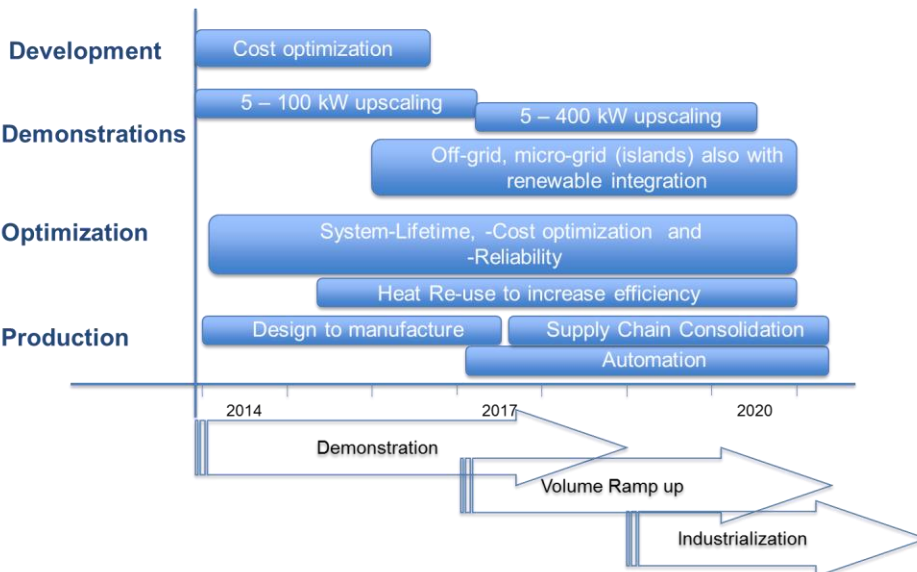 Development
Cost optimization
Demonstrations
5 – 100 kW upscaling
5 – 400 kW upscaling
Off-grid, micro-grid (islands) also with
renewable integration
Optimization
System-Lifetime, -Cost optimization and
-Reliability
Heat Re-use to increase efficiency
Production
Design to manufacture
Supply Chain Consolidation
Automation
2014
2017
2020
Demonstration
Volume Ramp up
Industrialization